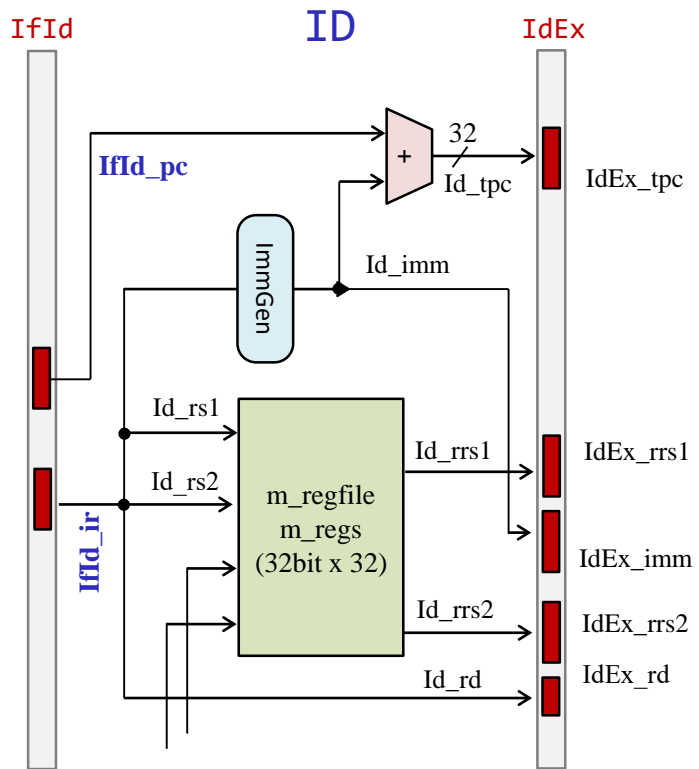 IfId
ID
IdEx
32
IfId_pc
+
Id_tpc
IdEx_tpc
ImmGen
Id_imm
Id_rs1
Id_rrs1
IdEx_rrs1
Id_rs2
m_regfile
m_regs
(32bit x 32)
IfId_ir
IdEx_imm
Id_rrs2
IdEx_rrs2
Id_rd
IdEx_rd